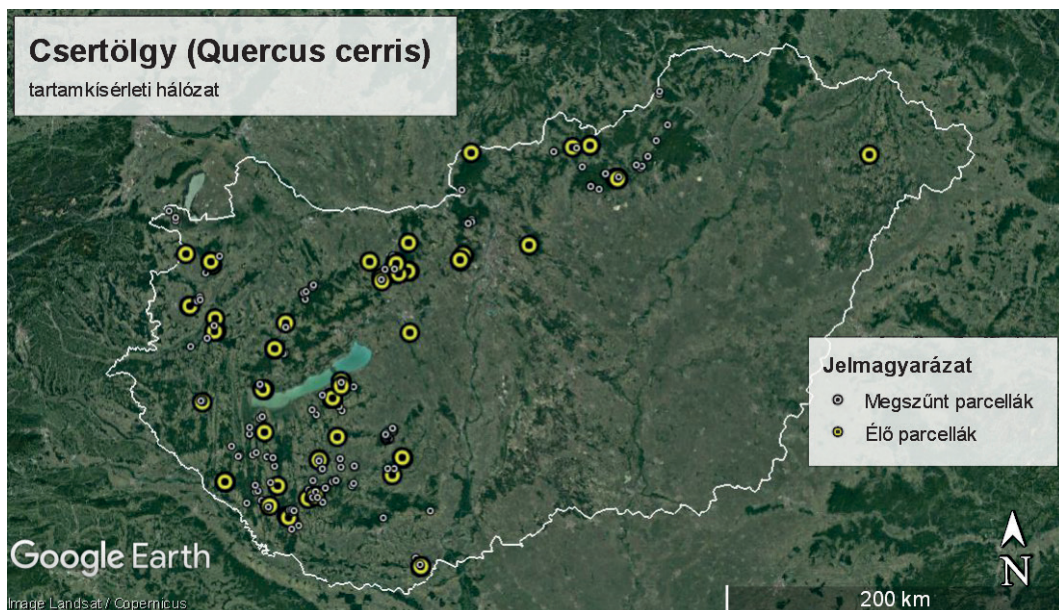 Csertölgy (Quercus cerris)
tartamkísérleti hálózat
Jelmagyarázat
Megszűnt parcellák
Élő parcellák
Google Earth
Image Landsat / Copernicus
N
200 km